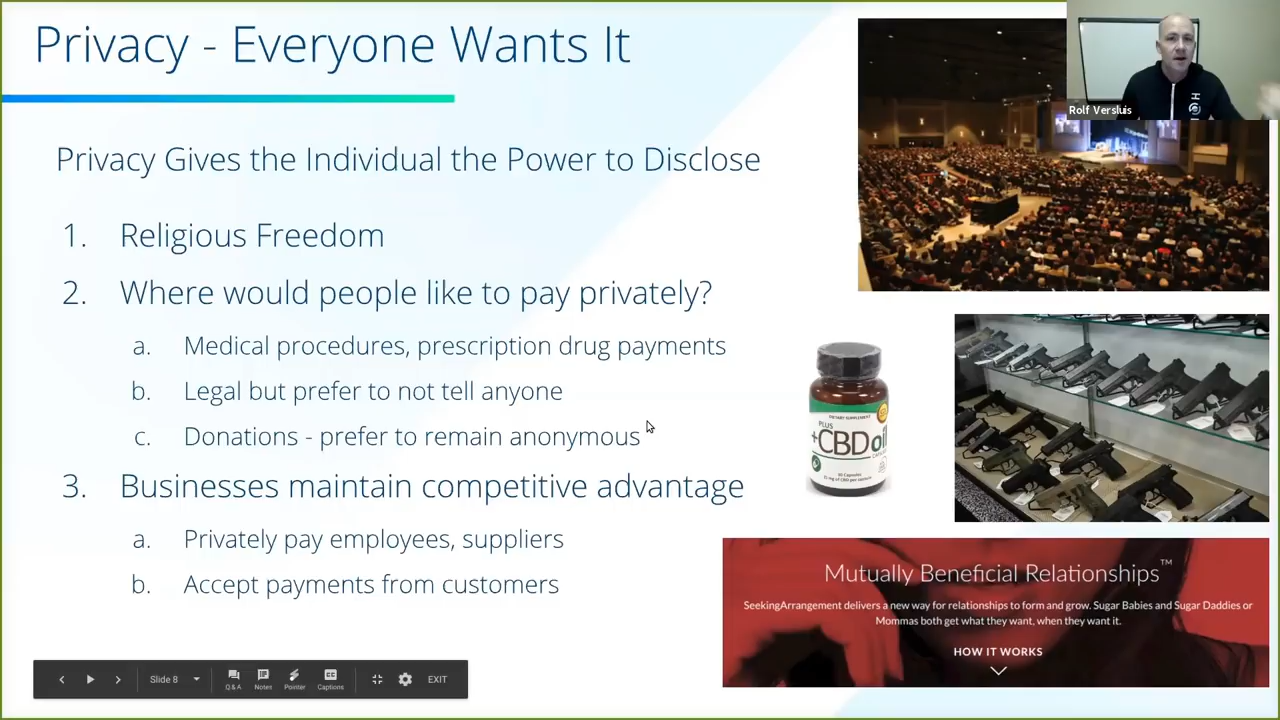 Privacy - Everyone Wants It
Rolf Versluis
Privacy Gives the Individual the Power to Disclose
1. Religious Freedom
2. Where would people like to pay privately?
a. Medical procedures, prescription drug payments
b. Legal but prefer to not tell anyone
c. Donations - prefer to remain anonymous
3. Businesses maintain competitive advantage
a. Privately pay employees, suppliers
b. Accept payments from customers
DIETARY SUPPLEMENT
PLUS
+CBD oil
Mutually Beneficial Relationships™
SeekingArrangement delivers a new way for relationships to form and grow. Sugar Babies and Sugar Daddies or
Mommas both get what they want, when they want it.
HOW IT WORKS
Slide 8
Q & A
Notes
Pointer
Captions
EXIT